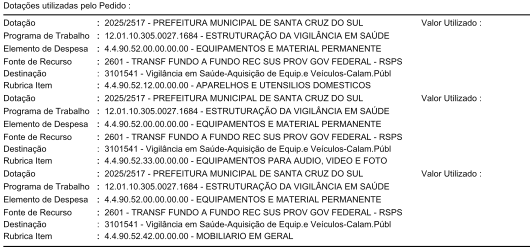 Dotações utilizadas pelo Pedido :
Dotação : 2025/2517 - PREFEITURA MUNICIPAL DE SANTA CRUZ DO SUL Valor Utilizado :
Programa de Trabalho : 12.01.10.305.0027.1684 - ESTRUTURAÇÃO DA VIGILÂNCIA EM SAÚDE
Elemento de Despesa : 4.4.90.52.00.00.00.00 - EQUIPAMENTOS E MATERIAL PERMANENTE
Fonte de Recurso : 2601 - TRANSF FUNDO A FUNDO REC SUS PROV GOV FEDERAL - RSPS
Destinação : 3101541 - Vigilância em Saúde-Aquisição de Equip.e Veículos-Calam.Públ
Rubrica Item : 4.4.90.52.12.00.00.00 - APARELHOS E UTENSILIOS DOMESTICOS
Dotação : 2025/2517 - PREFEITURA MUNICIPAL DE SANTA CRUZ DO SUL Valor Utilizado :
Programa de Trabalho : 12.01.10.305.0027.1684 - ESTRUTURAÇÃO DA VIGILÂNCIA EM SAÚDE
Elemento de Despesa : 4.4.90.52.00.00.00.00 - EQUIPAMENTOS E MATERIAL PERMANENTE
Fonte de Recurso : 2601 - TRANSF FUNDO A FUNDO REC SUS PROV GOV FEDERAL - RSPS
Destinação : 3101541 - Vigilância em Saúde-Aquisição de Equip.e Veículos-Calam.Públ
Rubrica Item : 4.4.90.52.33.00.00.00 - EQUIPAMENTOS PARA AUDIO, VIDEO E FOTO
Dotação : 2025/2517 - PREFEITURA MUNICIPAL DE SANTA CRUZ DO SUL Valor Utilizado :
Programa de Trabalho : 12.01.10.305.0027.1684 - ESTRUTURAÇÃO DA VIGILÂNCIA EM SAÚDE
Elemento de Despesa : 4.4.90.52.00.00.00.00 - EQUIPAMENTOS E MATERIAL PERMANENTE
Fonte de Recurso : 2601 - TRANSF FUNDO A FUNDO REC SUS PROV GOV FEDERAL - RSPS
Destinação : 3101541 - Vigilância em Saúde-Aquisição de Equip.e Veículos-Calam.Públ
Rubrica Item : 4.4.90.52.42.00.00.00 - MOBILIARIO EM GERAL